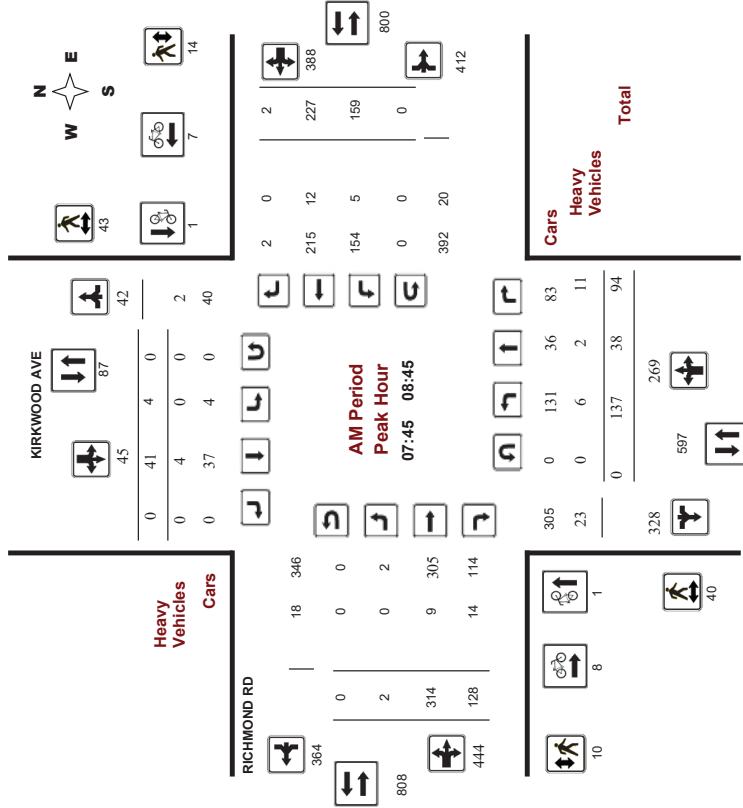 N
W E
S
800
388
412
14
7
43
1
KIRKWOOD AVE
87
45
42
0 41 4 0
0 4 0 0 2
0 37 4 0 40
2 0 2
215 12 227
154 5 159
0 0 0
392 20
Heavy
Vehicles
Cars
AM Period
Peak Hour
07:45 08:45
Cars
Heavy
Vehicles
Total
RICHMOND RD
18 346
0 0 0
2 0 2
314 9 305
128 14 114
364
808
444
305 0 131 36 83
23 0 6 2 11
0 137 38 94
328
269
597
1
8
40
10